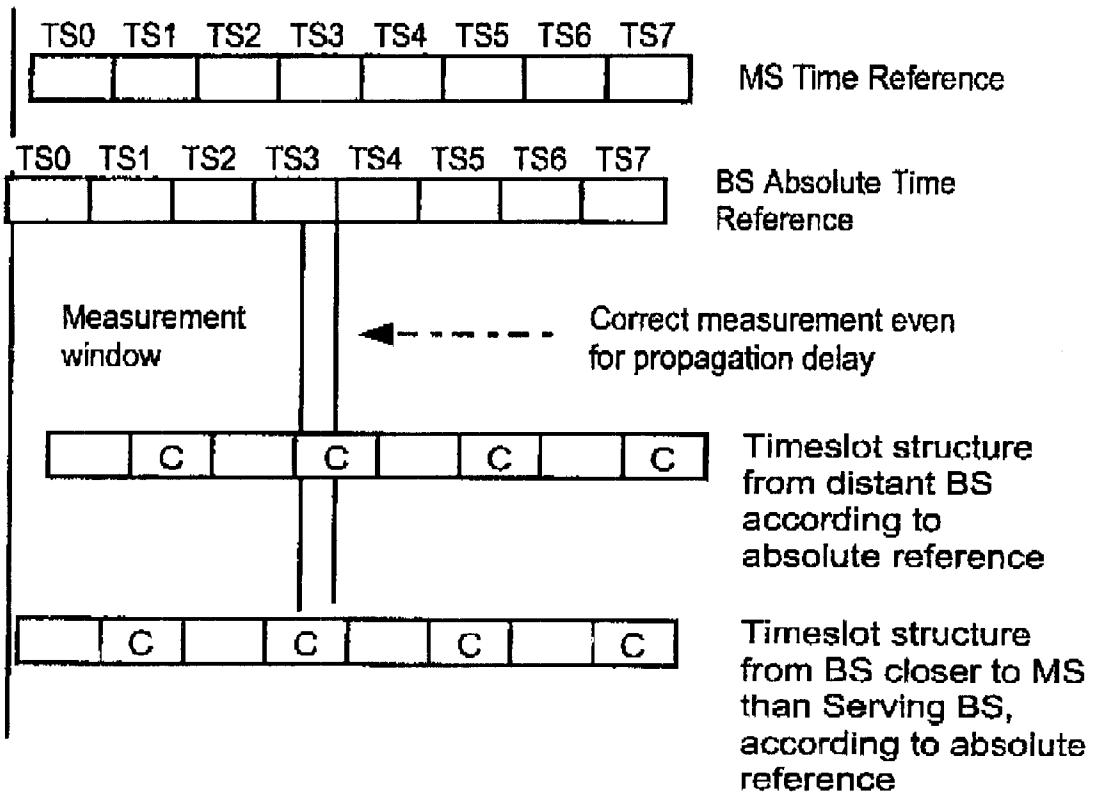 TS0 TS1 TS2 TS3 TS4 TS5 TS6 TS7
MS Time Reference
TS0 TS1 TS2 TS3 TS4 TS5 TS6 TS7
BS Absolute Time
Reference
Measurement
window
Correct measurement even
for propagation delay
C C C C
Timeslot structure
from distant BS
according to
absolute reference
C C C C
Timeslot structure
from BS closer to MS
than Serving BS,
according to absolute
reference